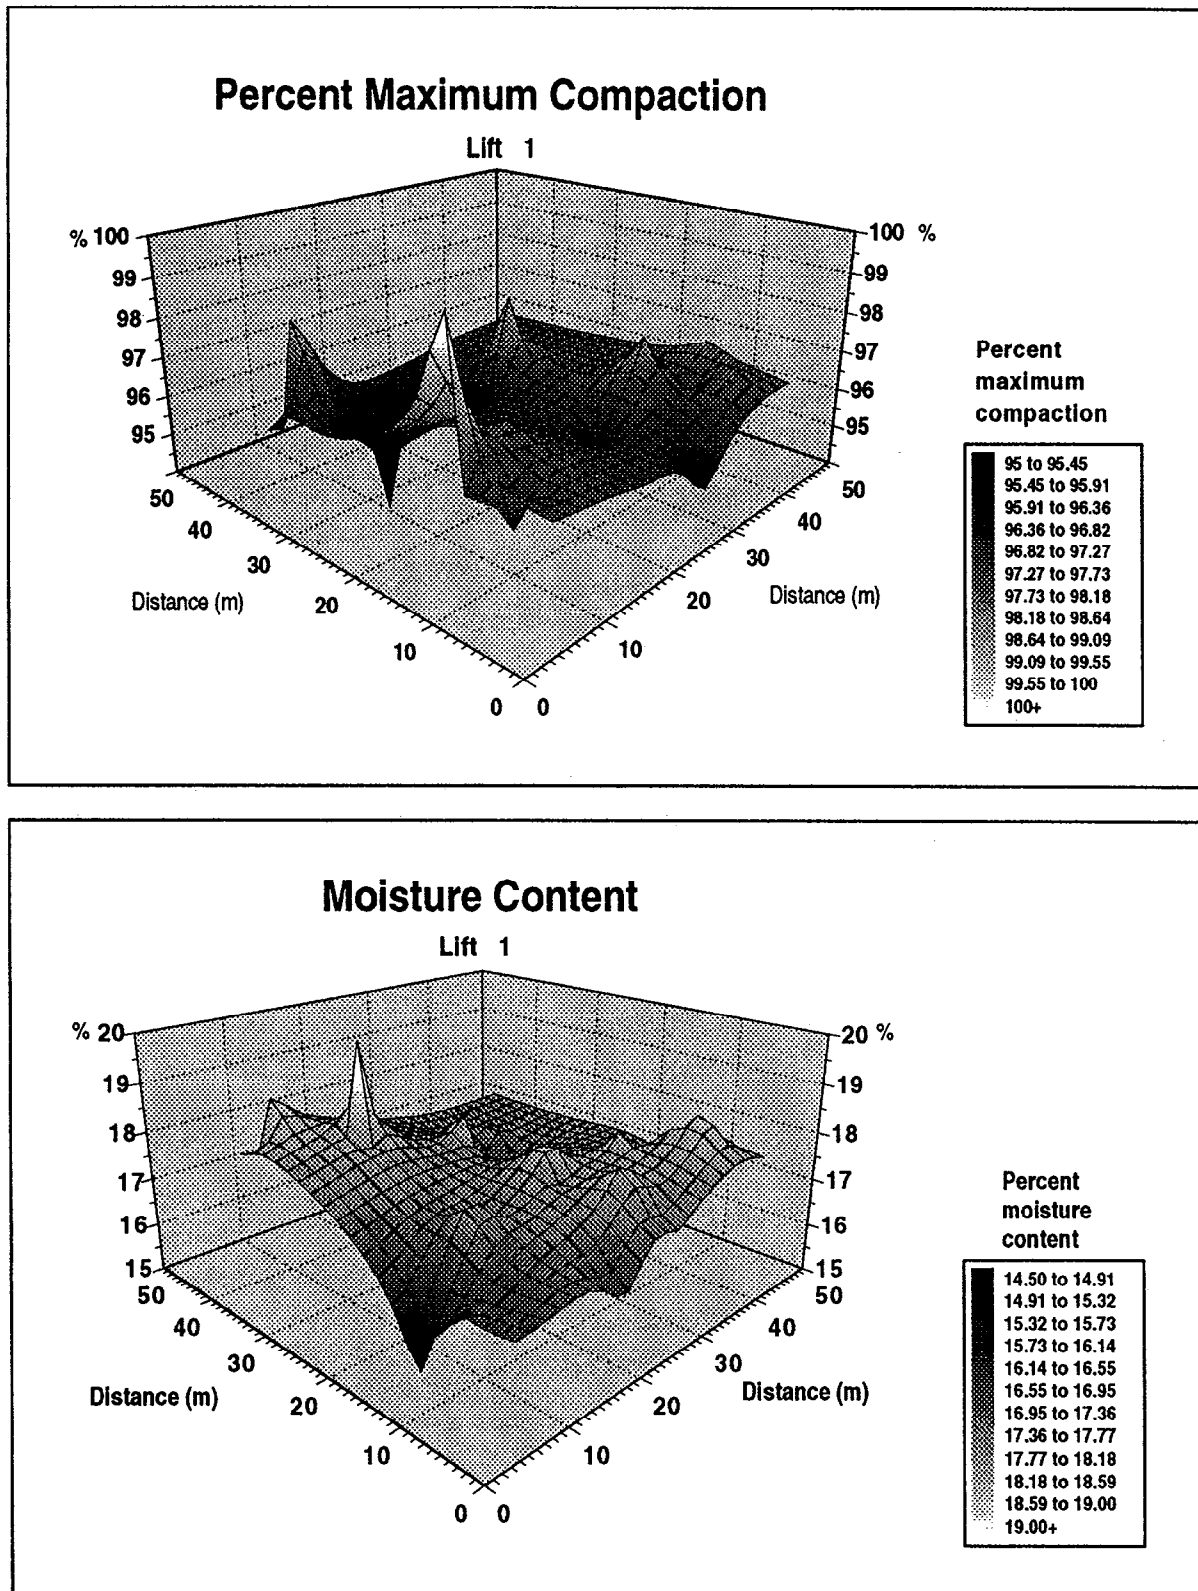 Percent Maximum Compaction
Lift 1
% 100
99
98
97
96
95
100 %
99
98
97
96
95
50
40
30
20
10
0
0
10
20
30
40
50
Distance (m)
Distance (m)
Percent
maximum
compaction
95 to 95.45
95.45 to 95.91
95.91 to 96.36
96.36 to 96.82
96.82 to 97.27
97.27 to 97.73
97.73 to 98.18
98.18 to 98.64
98.64 to 99.09
99.09 to 99.55
99.55 to 100
100+
Moisture Content
Lift 1
% 20
19
18
17
16
15
20 %
19
18
17
16
15
50
40
30
20
10
0
0
10
20
30
40
50
Distance (m)
Distance (m)
Percent
moisture
content
14.50 to 14.91
14.91 to 15.32
15.32 to 15.73
15.73 to 16.14
16.14 to 16.55
16.55 to 16.95
16.95 to 17.36
17.36 to 17.77
17.77 to 18.18
18.18 to 18.59
18.59 to 19.00
19.00+